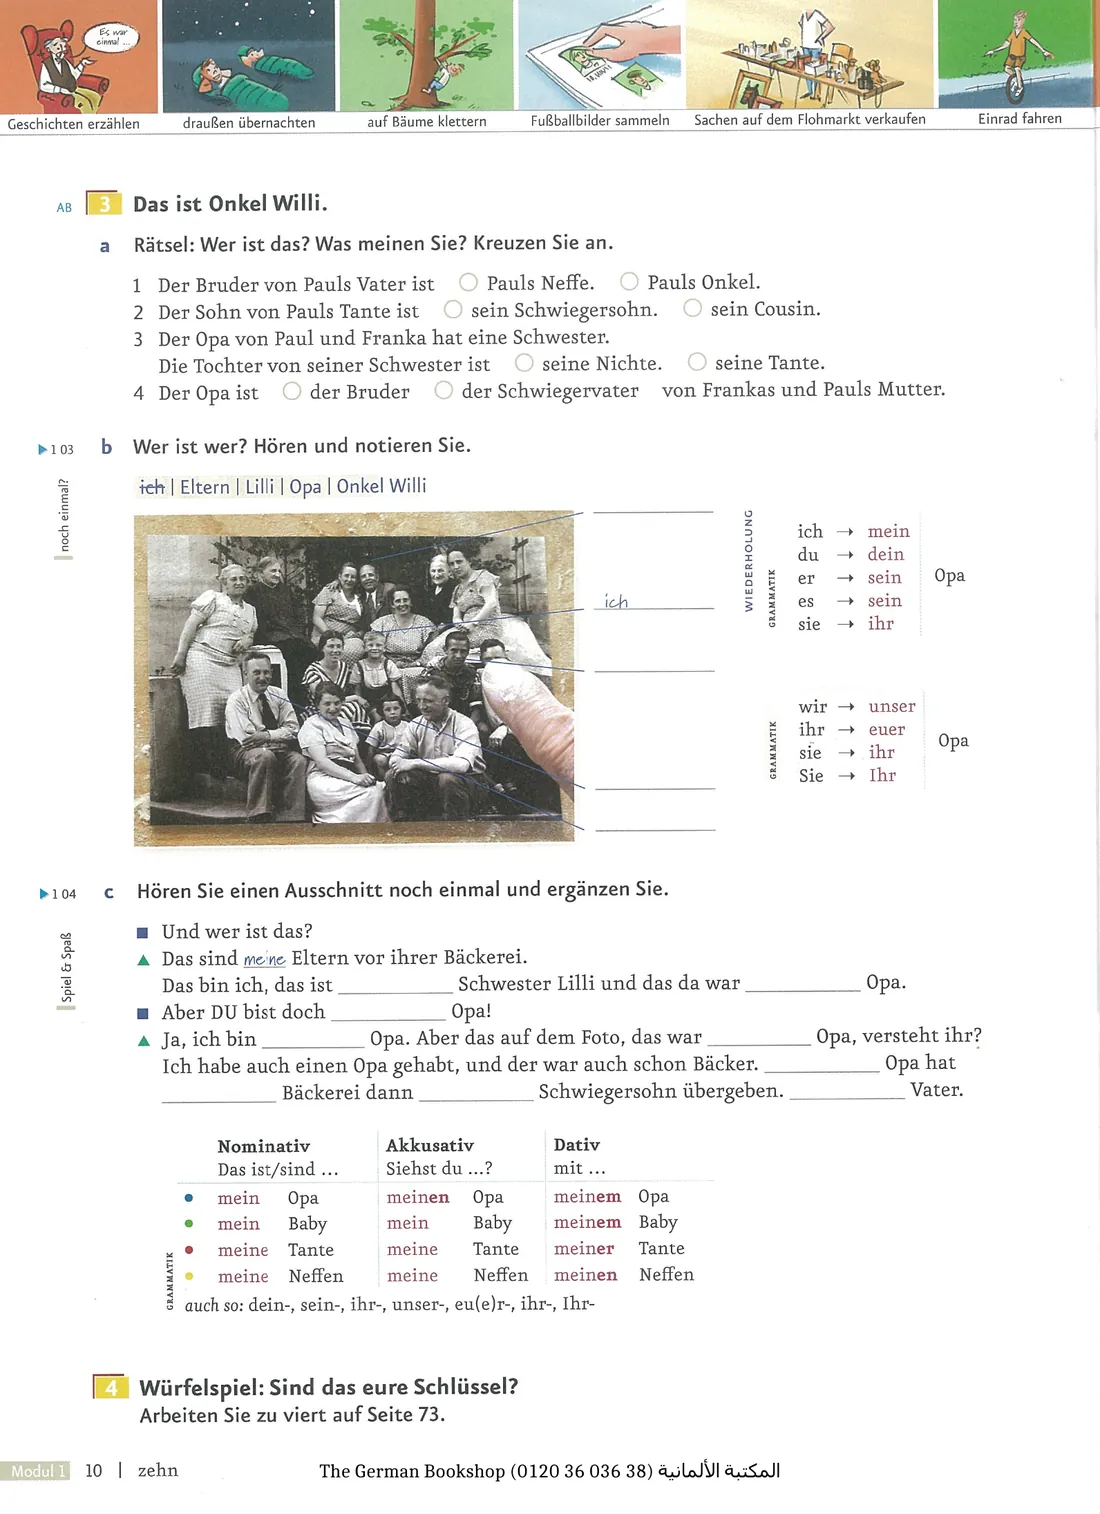 Es war
einmal ...
Geschichten erzählen
draußen übernachten
auf Bäume klettern
Fußballbilder sammeln
Sachen auf dem Flohmarkt verkaufen
Einrad fahren
AB 3 Das ist Onkel Willi.
a Rätsel: Wer ist das? Was meinen Sie? Kreuzen Sie an.
1 Der Bruder von Pauls Vater ist Pauls Neffe. Pauls Onkel.
2 Der Sohn von Pauls Tante ist sein Schwiegersohn. sein Cousin.
3 Der Opa von Paul und Franka hat eine Schwester.
Die Tochter von seiner Schwester ist seine Nichte. seine Tante.
4 Der Opa ist der Bruder der Schwiegervater von Frankas und Pauls Mutter.
1 03 b Wer ist wer? Hören und notieren Sie.
noch einmal?
ich | Eltern | Lilli | Opa | Onkel Willi
ich
WIEDERHOLUNG
GRAMMATIK
ich → mein
du → dein
er → sein Opa
es → sein
sie → ihr
GRAMMATIK
wir → unser
ihr → euer
sie → ihr Opa
Sie → Ihr
1 04 c Hören Sie einen Ausschnitt noch einmal und ergänzen Sie.
Spiel & Spaß
Und wer ist das?
Das sind meine Eltern vor ihrer Bäckerei.
Das bin ich, das ist ____ Schwester Lilli und das da war ____ Opa.
Aber DU bist doch ____ Opa!
Ja, ich bin ____ Opa. Aber das auf dem Foto, das war ____ Opa, versteht ihr?
Ich habe auch einen Opa gehabt, und der war auch schon Bäcker. ____ Opa hat
____ Bäckerei dann ____ Schwiegersohn übergeben. ____ Vater.
Nominativ Akkusativ Dativ
Das ist/sind ... Siehst du ...? mit ...
mein Opa meinen Opa meinem Opa
mein Baby mein Baby meinem Baby
meine Tante meine Tante meiner Tante
meine Neffen meine Neffen meinen Neffen
GRAMMATIK
auch so: dein-, sein-, ihr-, unser-, eu(e)r-, ihr-, Ihr-
4 Würfelspiel: Sind das eure Schlüssel?
Arbeiten Sie zu viert auf Seite 73.
Modul 1 10 | zehn
The German Bookshop (0120 36 036 38) المكتبة الألمانية